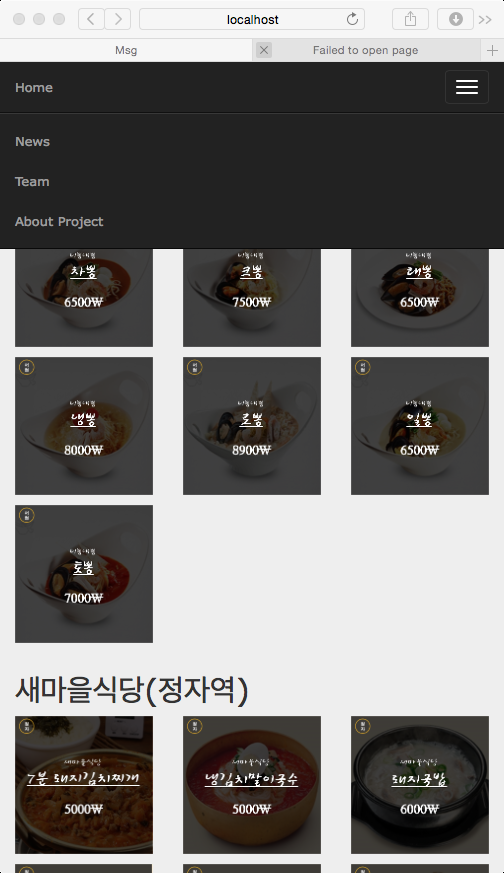 localhost
Msg
Failed to open page
Home
News
Team
About Project
차뽕
크뽕
래뽕
6500₩
7500₩
6500₩
냉뽕
르뽕
일뽕
8000₩
8900₩
6500₩
토뽕
7000₩
새마을식당(정자역)
새마을식당
새마을식당
새마을식당
7분 돼지김치찌개
냉김치말이국수
돼지국밥
5000₩
5000₩
6000₩